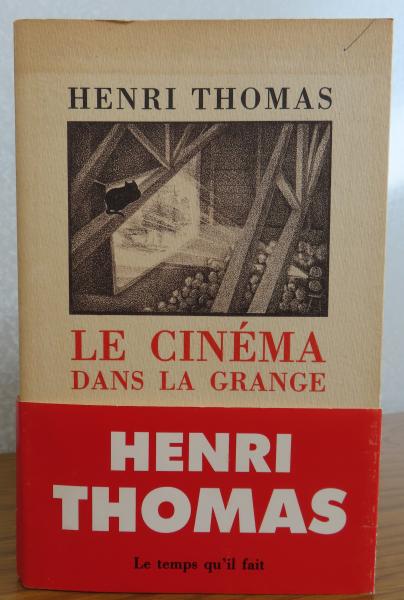 HENRI THOMAS
LE CINÉMA
DANS LA GRANGE
HENRI
THOMAS
Le temps qu'il fait